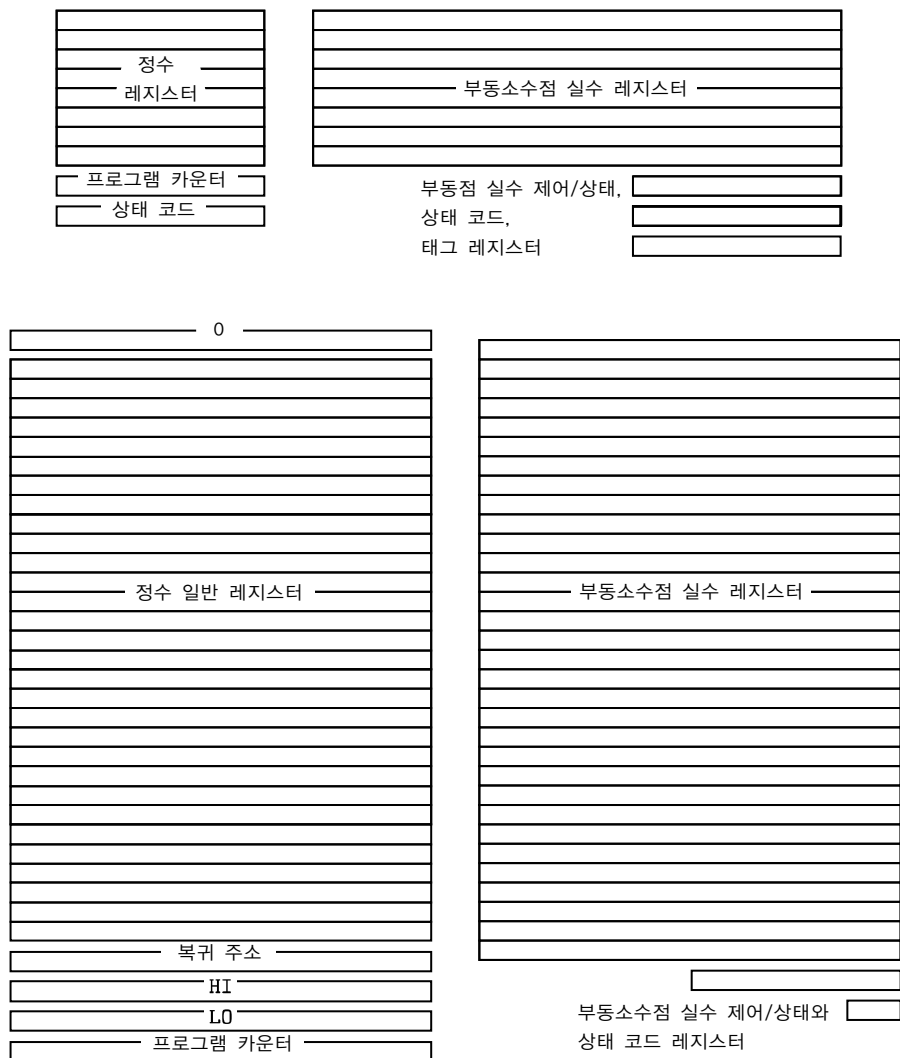 정수
레지스터
부동소수점 실수 레지스터
프로그램 카운터
상태 코드
부동점 실수 제어/상태,
상태 코드,
태그 레지스터
0
정수 일반 레지스터
부동소수점 실수 레지스터
복귀 주소
HI
LO
프로그램 카운터
부동소수점 실수 제어/상태와
상태 코드 레지스터